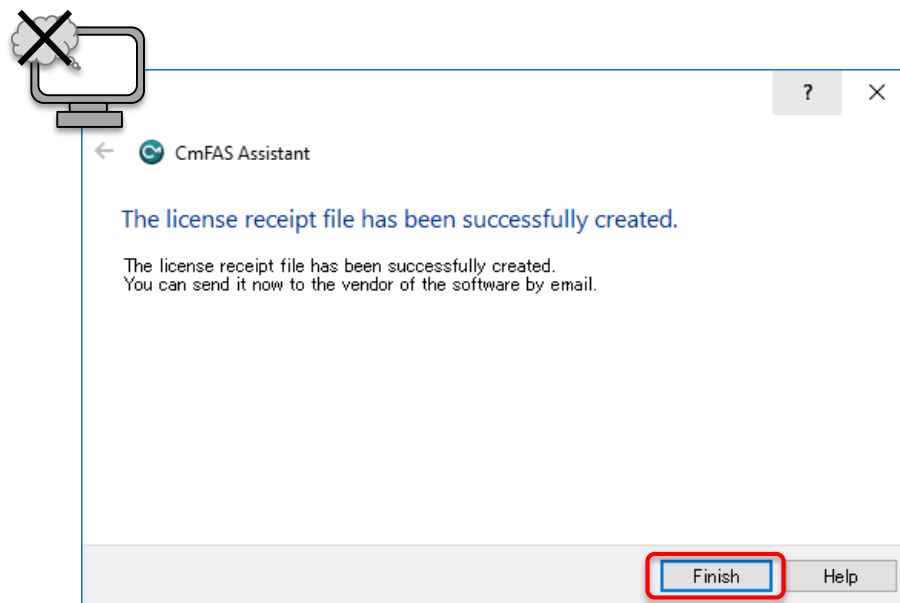 ?
CmFAS Assistant
The license receipt file has been successfully created.
The license receipt file has been successfully created.
You can send it now to the vendor of the software by email.
Finish
Help